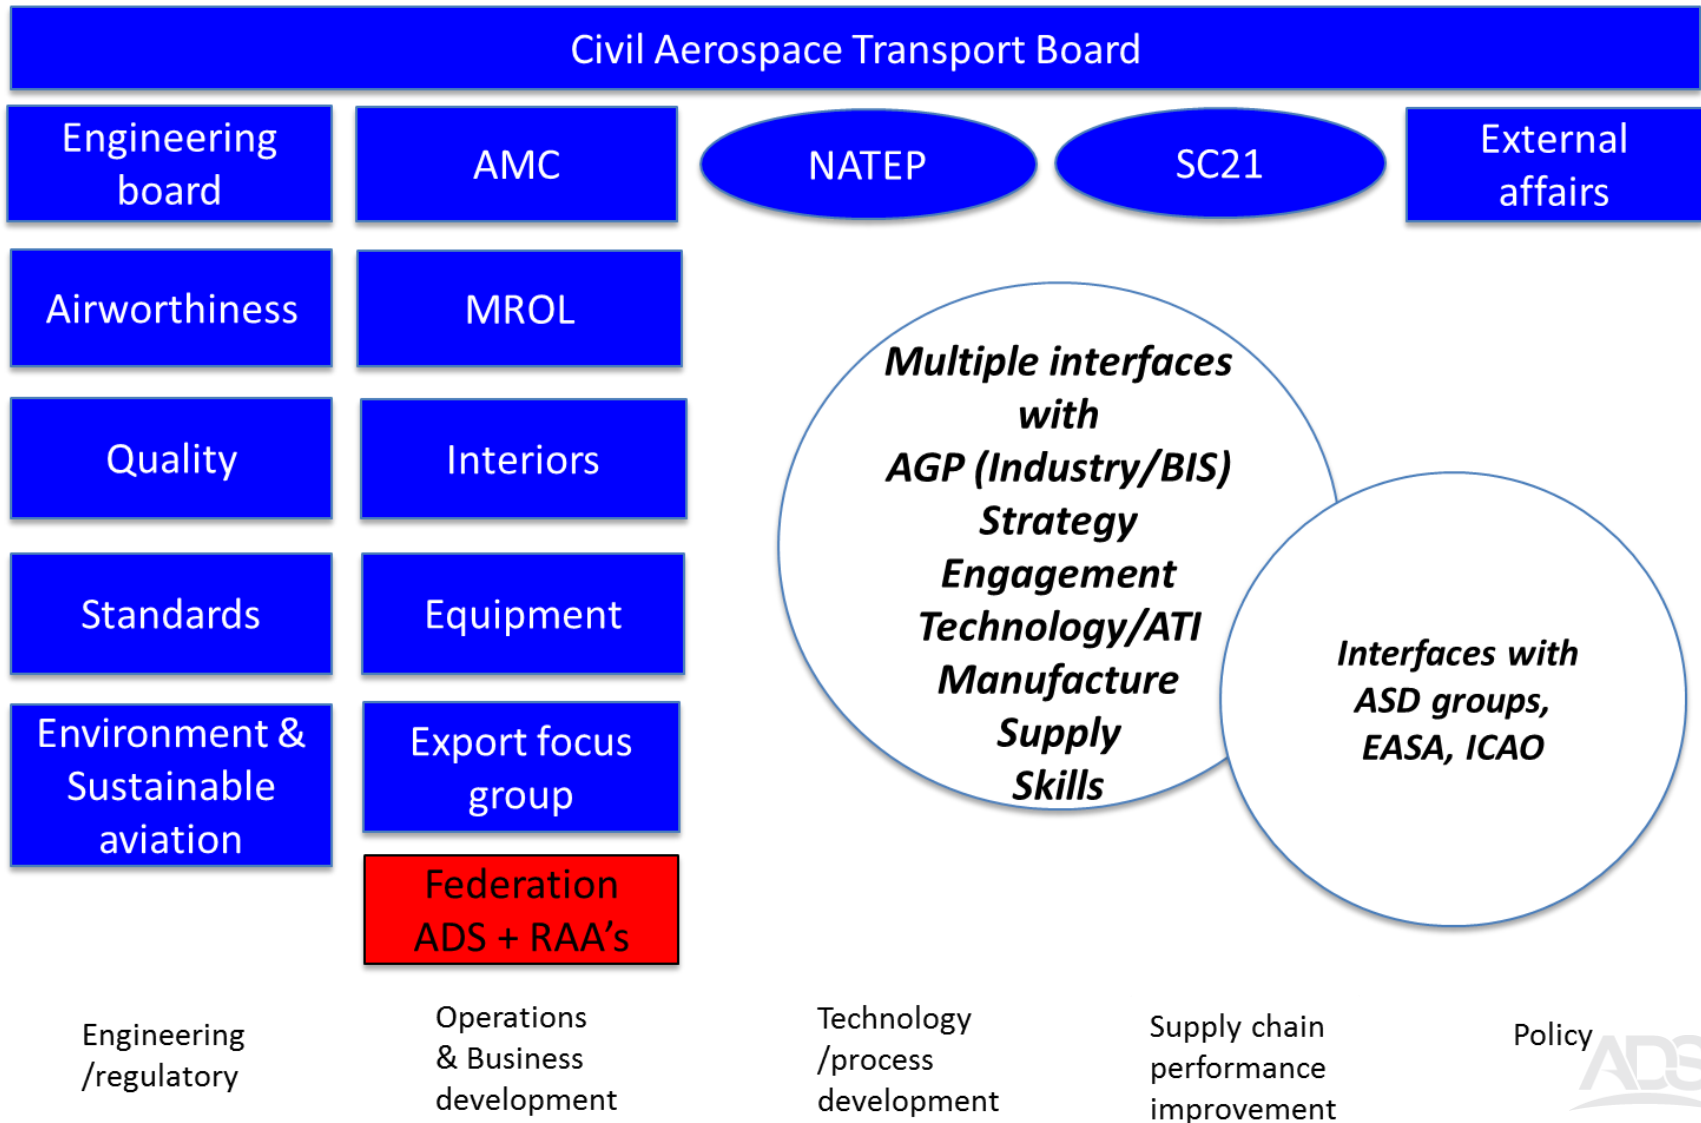 Civil Aerospace Transport Board
Engineering
board
AMC
NATEP
SC21
External
affairs
Airworthiness
MROL
Quality
Interiors
Standards
Equipment
Environment &
Sustainable
aviation
Export focus
group
Federation
ADS + RAA’s
Multiple interfaces
with
AGP (Industry/BIS)
Strategy
Engagement
Technology/ATI
Manufacture
Supply
Skills
Interfaces with
ASD groups,
EASA, ICAO
Engineering
/regulatory
Operations
& Business
development
Technology
/process
development
Supply chain
performance
improvement
Policy
ADS